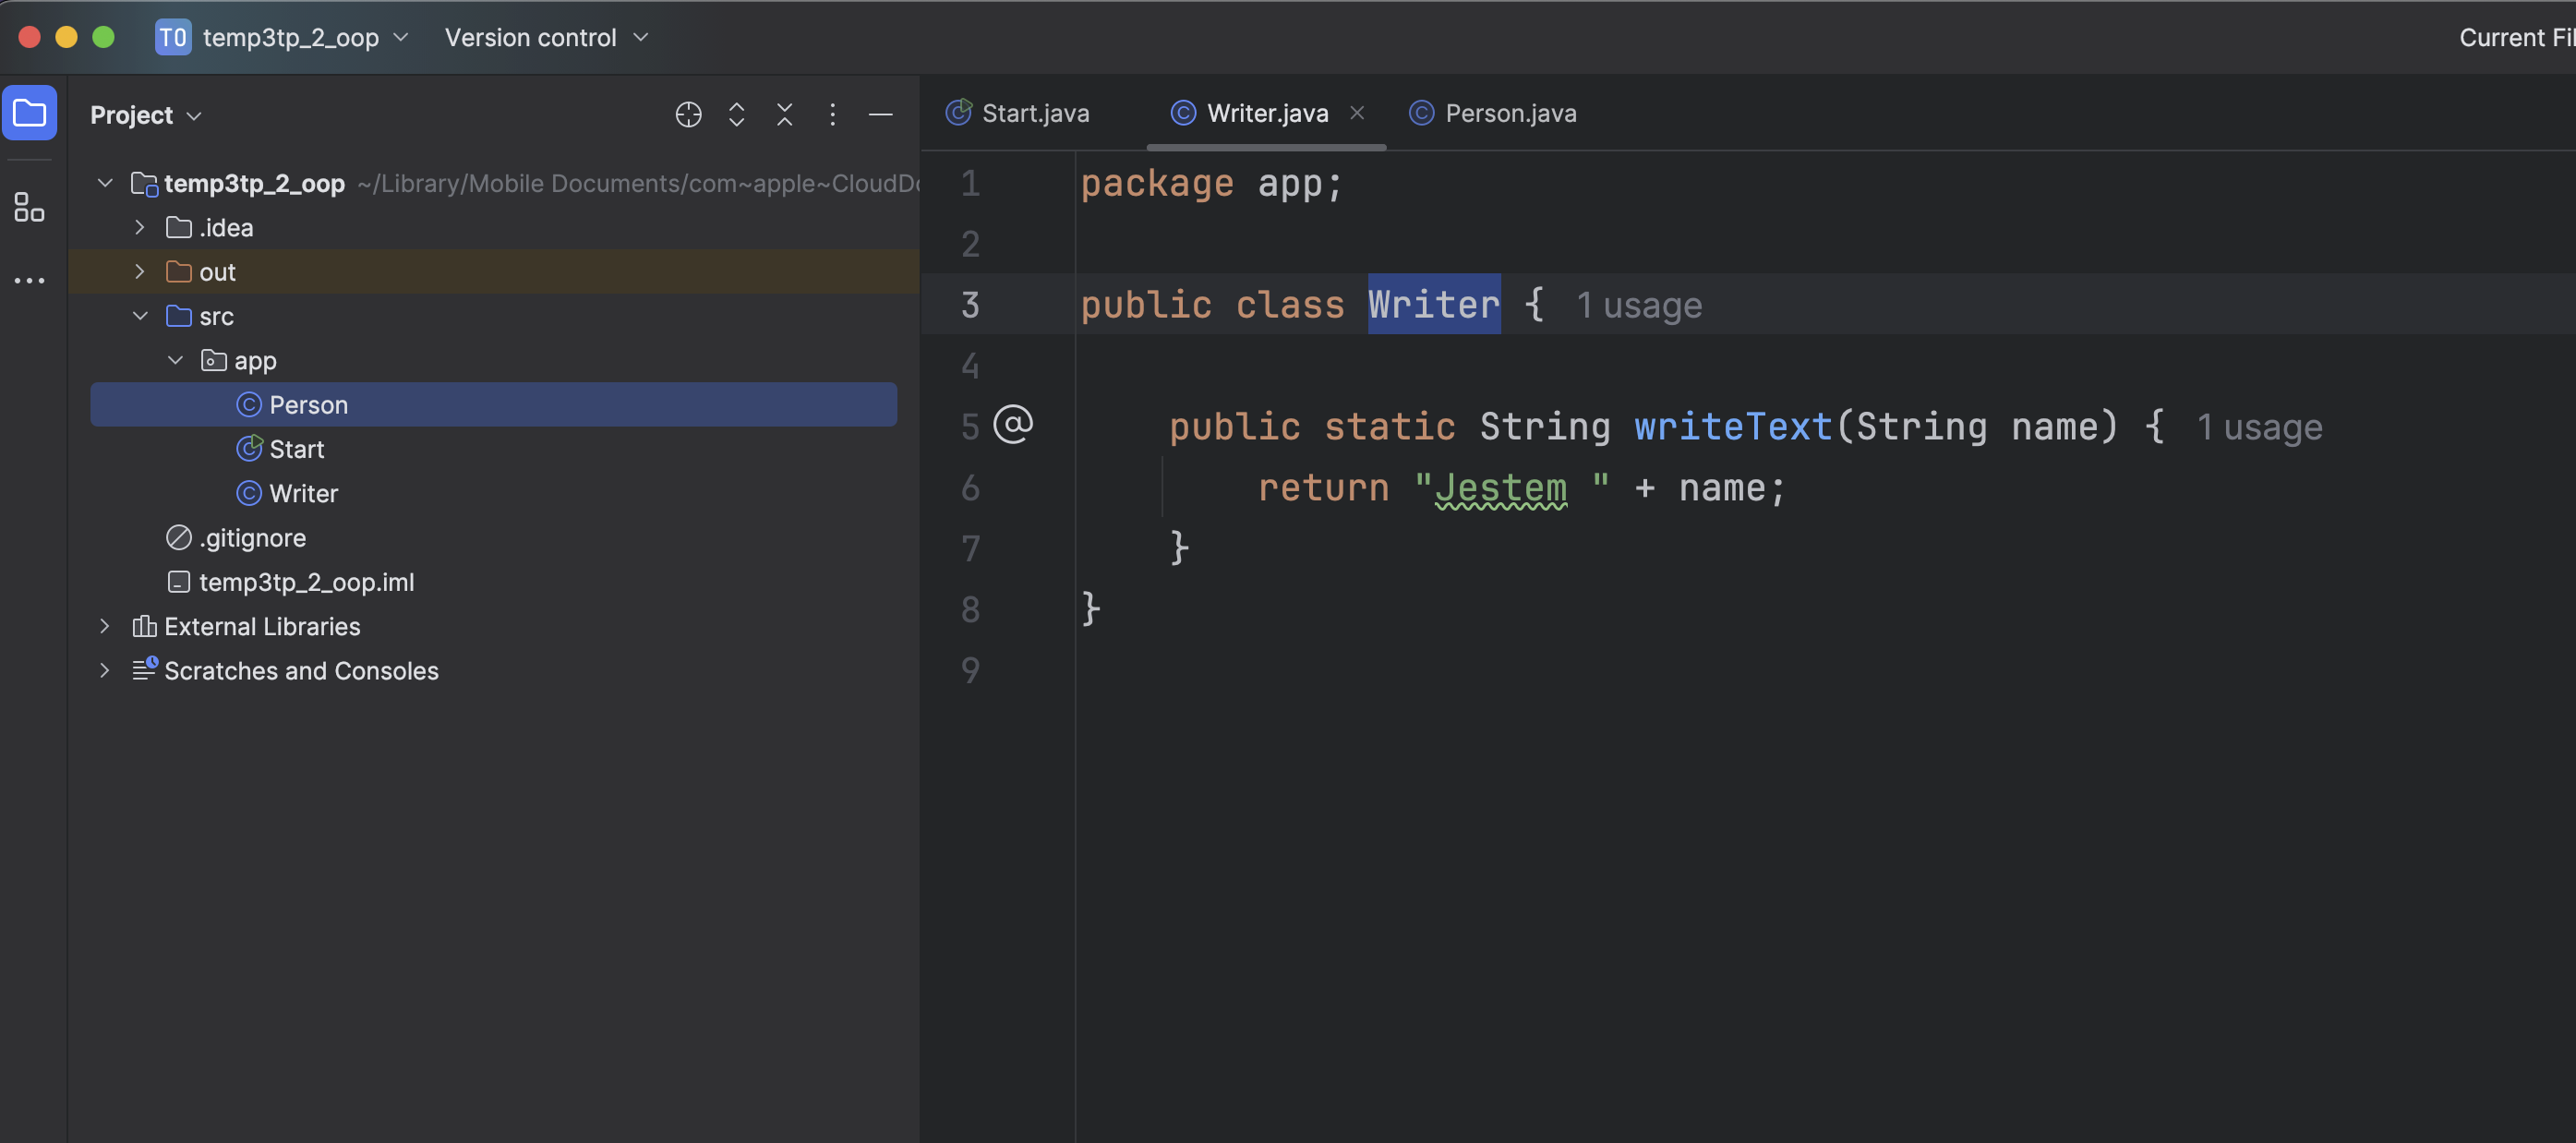 T0 temp3tp_2_oop Version control Current Fil
Project
temp3tp_2_oop ~/Library/Mobile Documents/com~apple~CloudDo
.idea
out
src
app
Person
Start
Writer
.gitignore
temp3tp_2_oop.iml
External Libraries
Scratches and Consoles
Start.java Writer.java Person.java
1 package app;
2
3 public class Writer { 1 usage
4
5 @ public static String writeText(String name) { 1 usage
6 return "Jestem " + name;
7 }
8 }
9